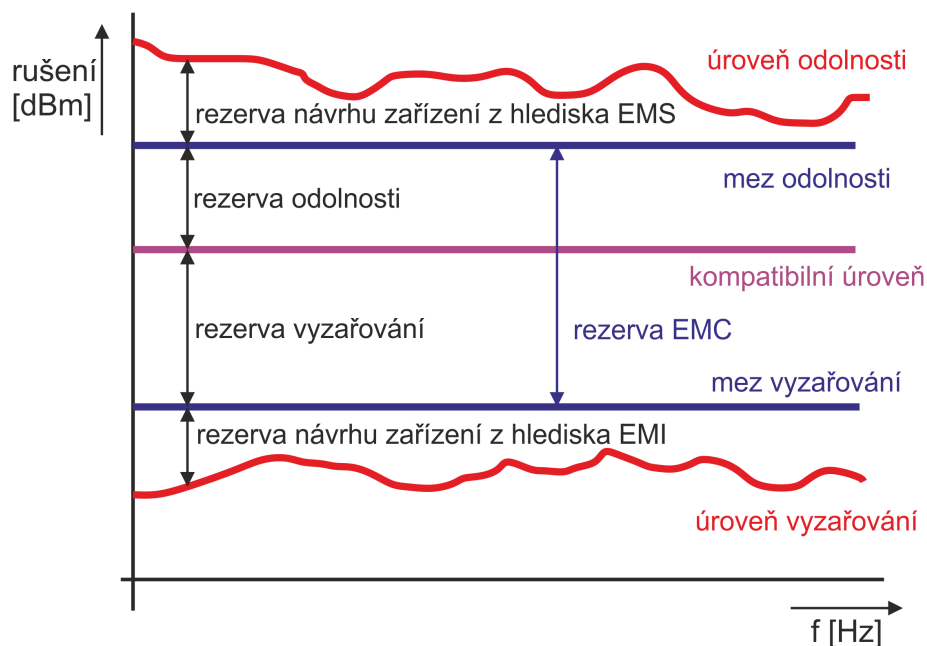 rušení
[dBm]
úroveň odolnosti
rezerva návrhu zařízení z hlediska EMS
mez odolnosti
rezerva odolnosti
kompatibilní úroveň
rezerva vyzařování
rezerva EMC
mez vyzařování
rezerva návrhu zařízení z hlediska EMI
úroveň vyzařování
f [Hz]